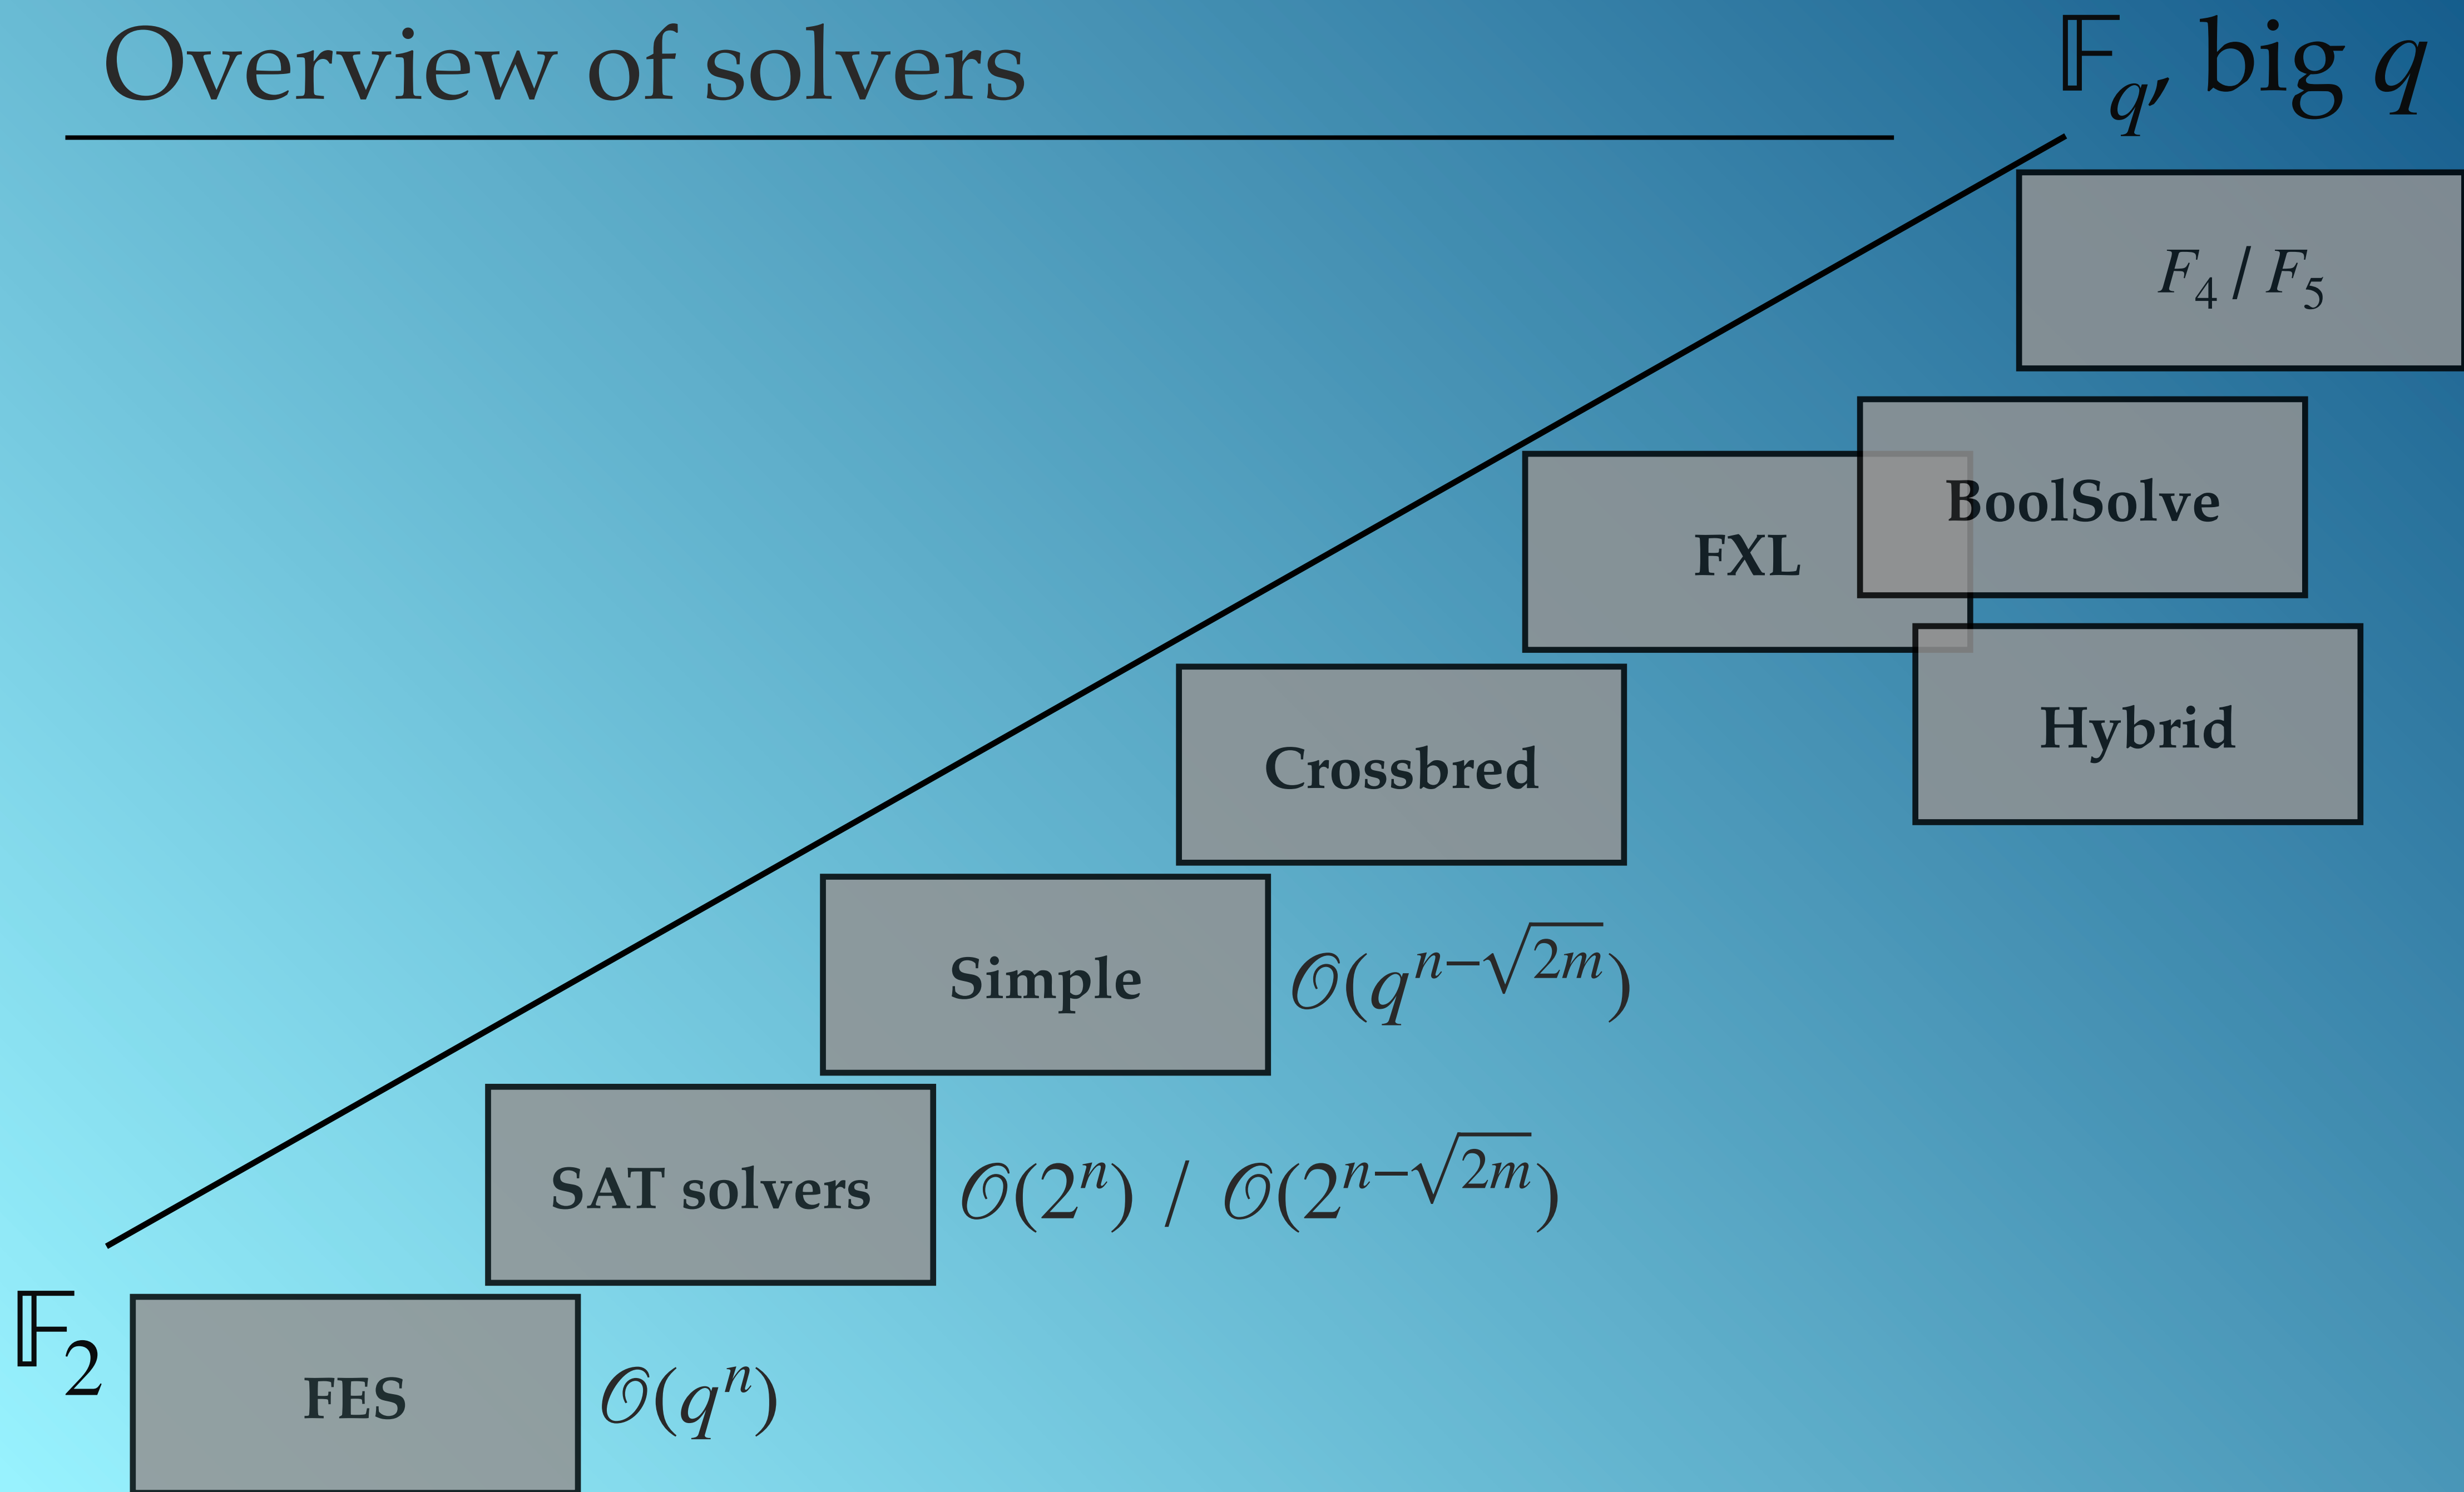 Overview of solvers
𝔽_q, big q
F₄ / F₅
BoolSolve
FXL
Hybrid
Crossbred
Simple 𝒪(q^{n−√(2m)})
SAT solvers 𝒪(2^n) / 𝒪(2^{n−√(2m)})
𝔽₂
FES 𝒪(q^n)